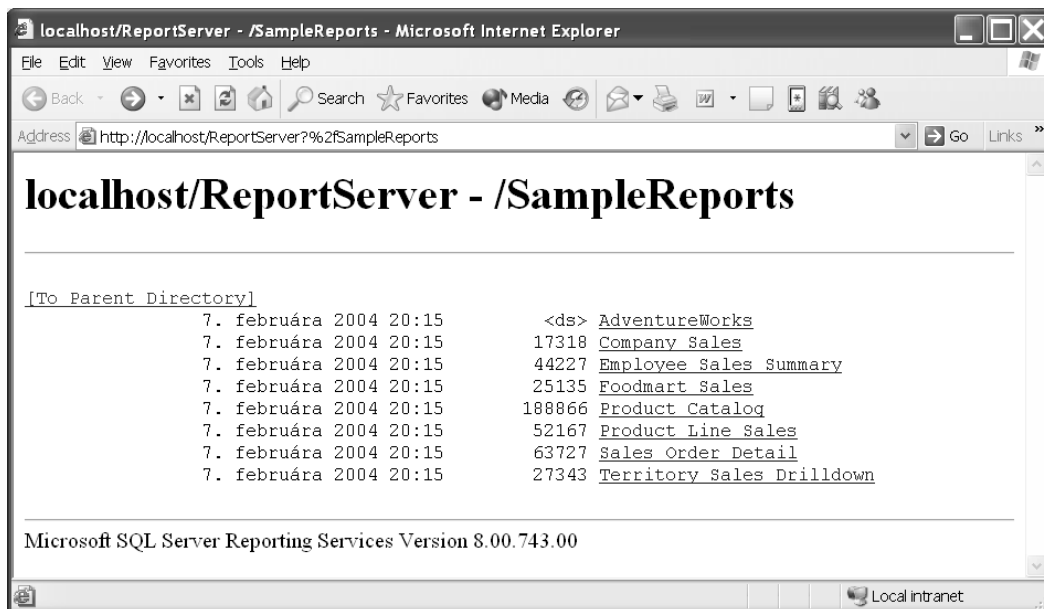 localhost/ReportServer - /SampleReports - Microsoft Internet Explorer
File Edit View Favorites Tools Help
Back Search Favorites Media
Address http://localhost/ReportServer?%2fSampleReports Go Links »
localhost/ReportServer - /SampleReports
[To Parent Directory]
7. februára 2004 20:15 <ds> AdventureWorks
7. februára 2004 20:15 17318 Company Sales
7. februára 2004 20:15 44227 Employee Sales Summary
7. februára 2004 20:15 25135 Foodmart Sales
7. februára 2004 20:15 188866 Product Catalog
7. februára 2004 20:15 52167 Product Line Sales
7. februára 2004 20:15 63727 Sales Order Detail
7. februára 2004 20:15 27343 Territory Sales Drilldown
Microsoft SQL Server Reporting Services Version 8.00.743.00
Local intranet